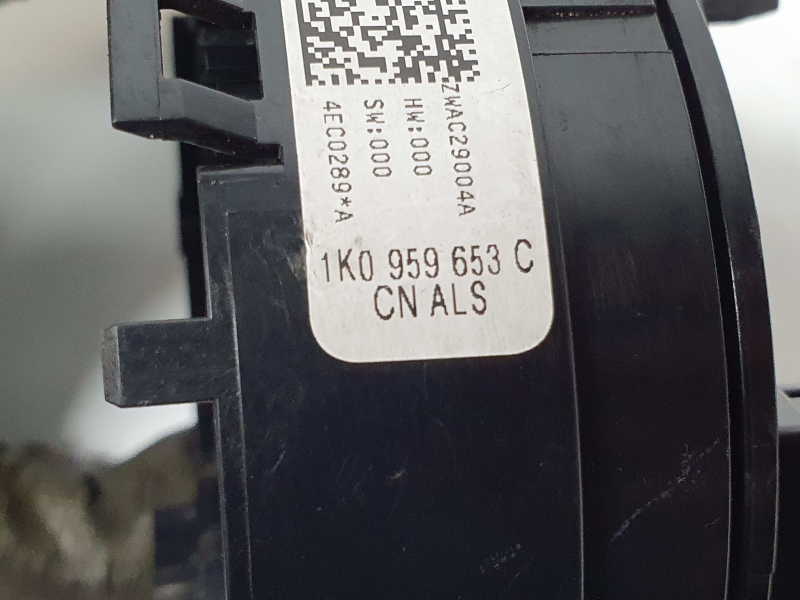 ZWAC29004A
HW:000
SW:000
4EC0289*A
1K0 959 653 C
CN ALS